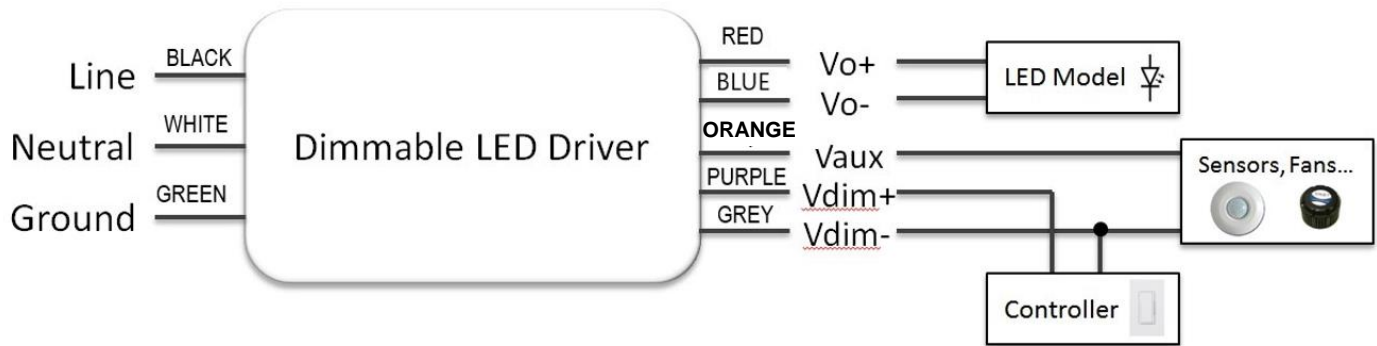 Line
BLACK
Neutral
WHITE
Ground
GREEN
Dimmable LED Driver
RED
Vo+
BLUE
Vo-
ORANGE
Vaux
PURPLE
Vdim+
GREY
Vdim-
LED Model
Sensors, Fans...
Controller